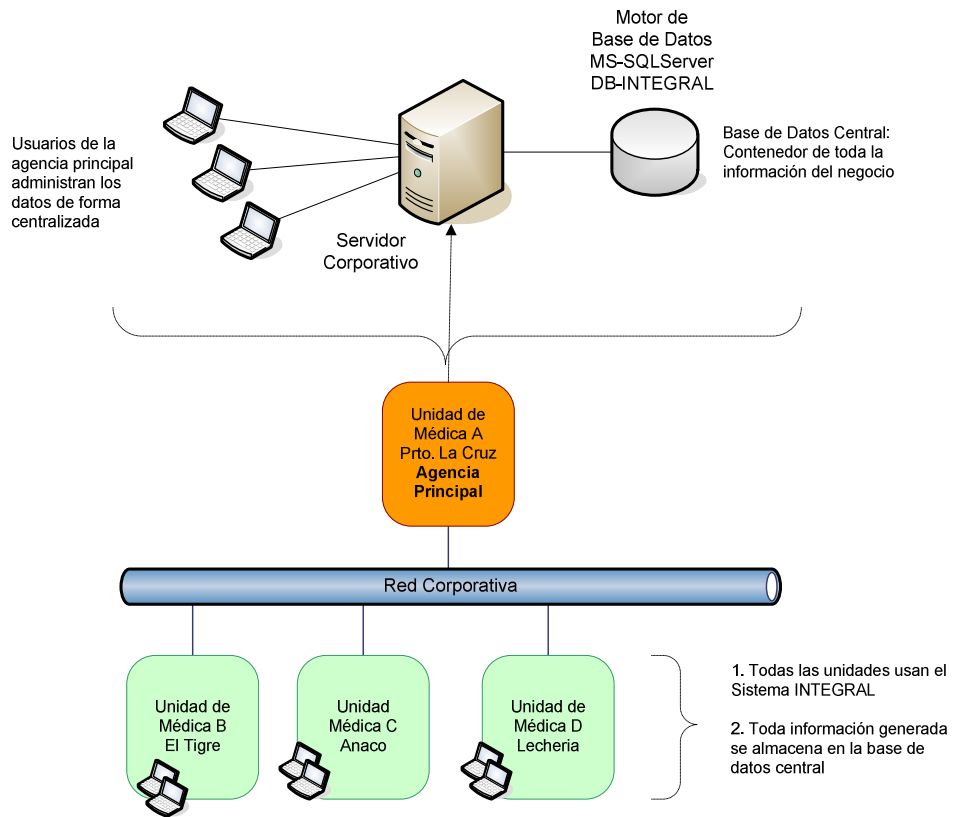 Motor de
Base de Datos
MS-SQLServer
DB-INTEGRAL
Usuarios de la
agencia principal
administran los
datos de forma
centralizada
Base de Datos Central:
Contenedor de toda la
información del negocio
Servidor
Corporativo
Unidad de
Médica A
Prto. La Cruz
Agencia
Principal
Red Corporativa
Unidad de
Médica B
El Tigre
Unidad
Médica C
Anaco
Unidad de
Médica D
Lecheria
1. Todas las unidades usan el
Sistema INTEGRAL
2. Toda información generada
se almacena en la base de
datos central